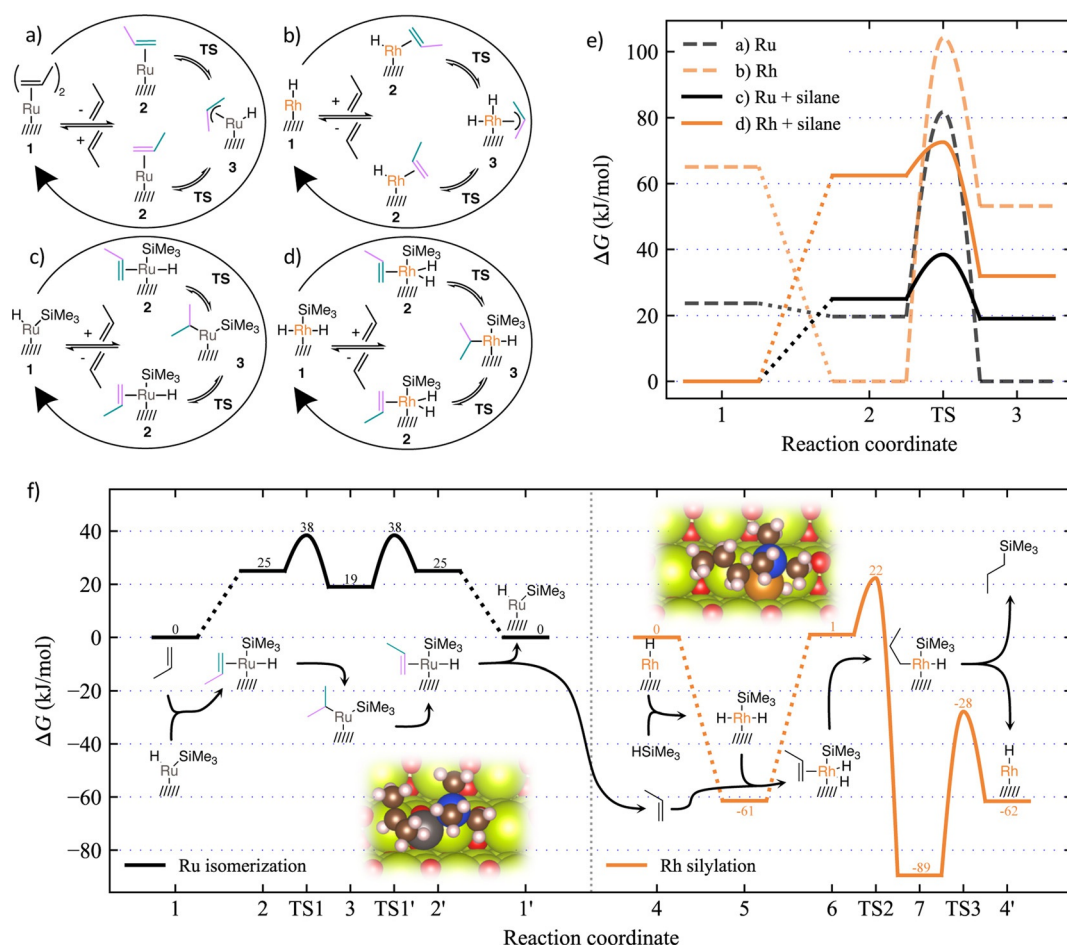 a)
TS
( )2
Ru
Ru
2
-
+
H
Ru
1
3
Ru
2
TS
b)
H
Rh
TS
2
H
Rh
+
-
H
Rh
1
3
H
Rh
2
TS
c)
SiMe3
Ru
H
TS
2
H
SiMe3
Ru
+
-
SiMe3
Ru
1
3
SiMe3
Ru
H
TS
2
d)
SiMe3
H
Rh
H
TS
2
SiMe3
H
Rh
H
+
-
SiMe3
Rh
H
1
3
SiMe3
H
Rh
H
TS
2
e)
a) Ru
b) Rh
c) Ru + silane
d) Rh + silane
100
80
60
40
20
0
ΔG (kJ/mol)
1
2
TS
3
Reaction coordinate
f)
40
20
0
−20
−40
−60
−80
ΔG (kJ/mol)
0
25
38
19
38
25
0
H
SiMe3
Ru
SiMe3
Ru
H
SiMe3
Ru
SiMe3
Ru
H
H
SiMe3
Ru
Ru isomerization
0
H
Rh
HSiMe3
SiMe3
H-Rh-H
-61
1
SiMe3
Rh
H
H
22
SiMe3
Rh
H
-89
-28
SiMe3
H
Rh
-62
Rh silylation
1
2
TS1
3
TS1'
2'
1'
4
5
6
TS2
7
TS3
4'
Reaction coordinate